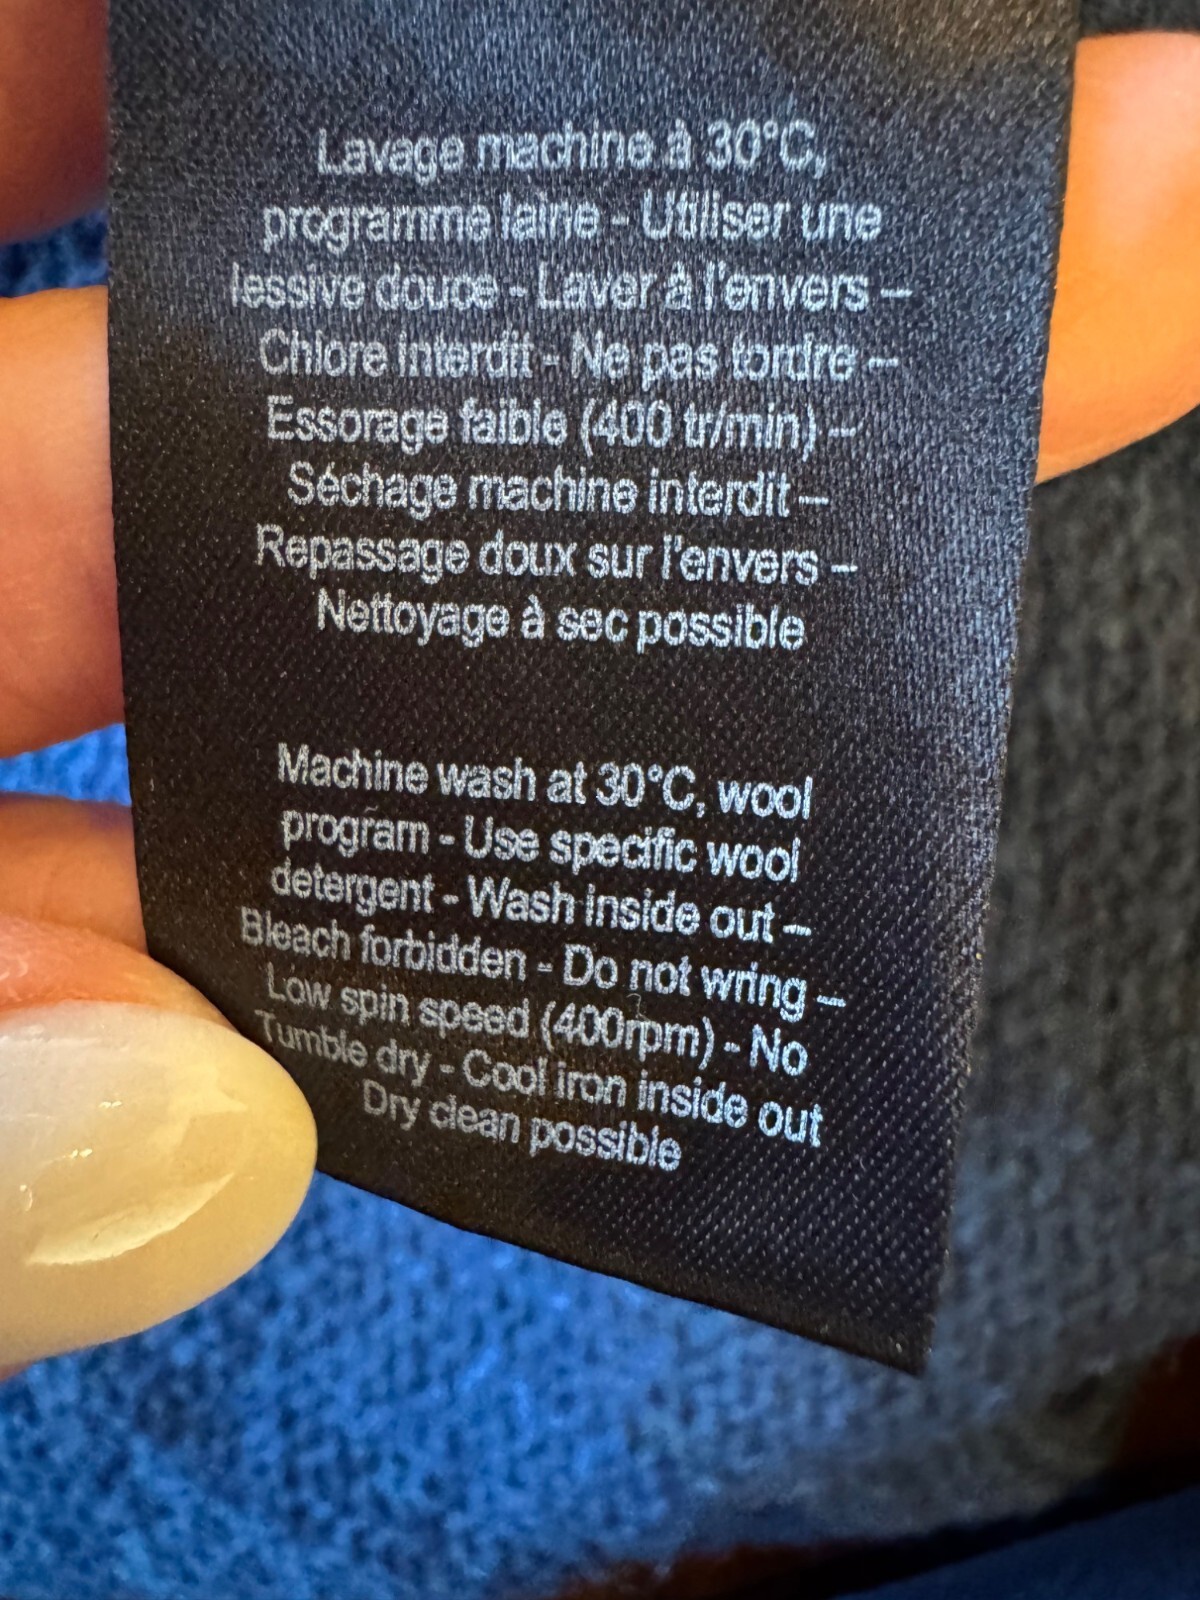 Lavage machine à 30°C,
programme laine - Utiliser une
lessive douce - Laver à l'envers –
Chlore interdit - Ne pas tordre –
Essorage faible (400 tr/min) –
Séchage machine interdit –
Repassage doux sur l'envers –
Nettoyage à sec possible
Machine wash at 30°C, wool
program - Use specific wool
detergent - Wash inside out –
Bleach forbidden - Do not wring –
Low spin speed (400rpm) - No
Tumble dry - Cool iron inside out
Dry clean possible